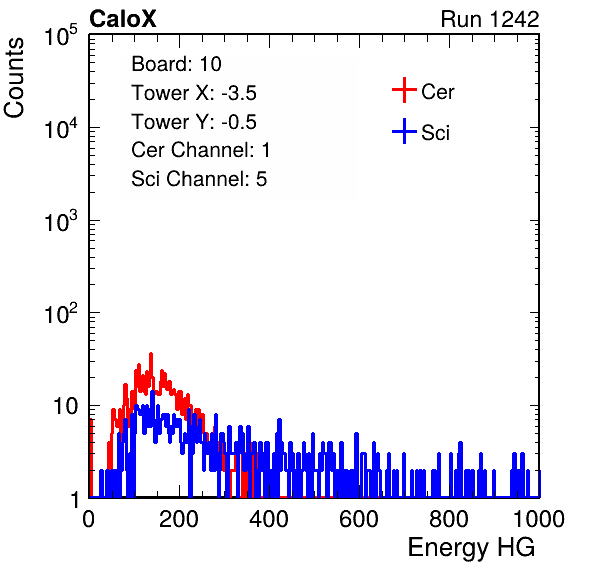 CaloX Run 1242
Counts
10^5
10^4
10^3
10^2
10
1
Board: 10
Tower X: -3.5
Tower Y: -0.5
Cer Channel: 1
Sci Channel: 5
Cer
Sci
0 200 400 600 800 1000
Energy HG